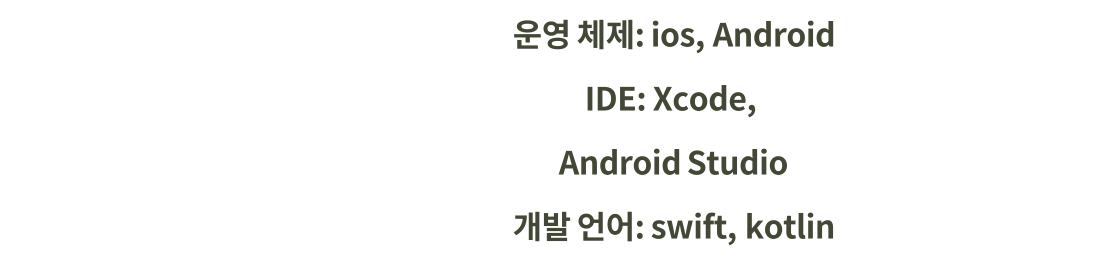 운영 체제: ios, Android
IDE: Xcode,
Android Studio
개발 언어: swift, kotlin